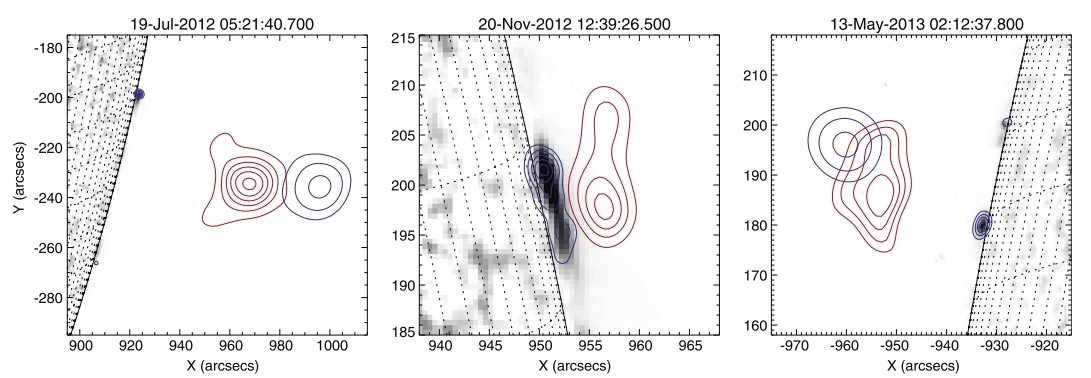 19-Jul-2012 05:21:40.700
20-Nov-2012 12:39:26.500
13-May-2013 02:12:37.800
Y (arcsecs)
-180
-200
-220
-240
-260
-280
900 920 940 960 980 1000
X (arcsecs)
215
210
205
200
195
190
185
940 945 950 955 960 965
X (arcsecs)
210
200
190
180
170
160
-970 -960 -950 -940 -930 -920
X (arcsecs)